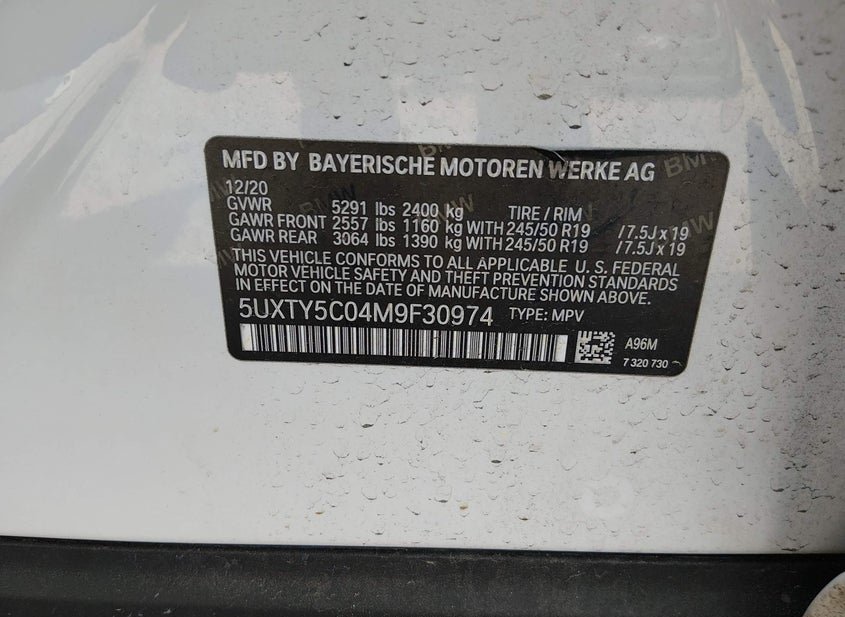 MFD BY BAYERISCHE MOTOREN WERKE AG
12/20
GVWR 5291 lbs 2400 kg TIRE / RIM
GAWR FRONT 2557 lbs 1160 kg WITH 245/50 R19 / 7.5J x 19
GAWR REAR 3064 lbs 1390 kg WITH 245/50 R19 / 7.5J x 19
THIS VEHICLE CONFORMS TO ALL APPLICABLE U. S. FEDERAL
MOTOR VEHICLE SAFETY AND THEFT PREVENTION STANDARDS
IN EFFECT ON THE DATE OF MANUFACTURE SHOWN ABOVE.
5UXTY5C04M9F30974 TYPE: MPV
A96M
7 320 730